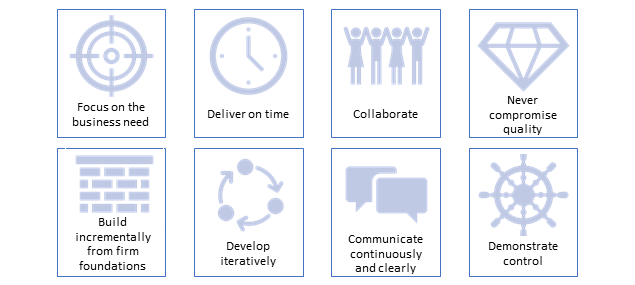 Focus on the
business need
Deliver on time
Collaborate
Never
compromise
quality
Build
incrementally
from firm
foundations
Develop
iteratively
Communicate
continuously
and clearly
Demonstrate
control